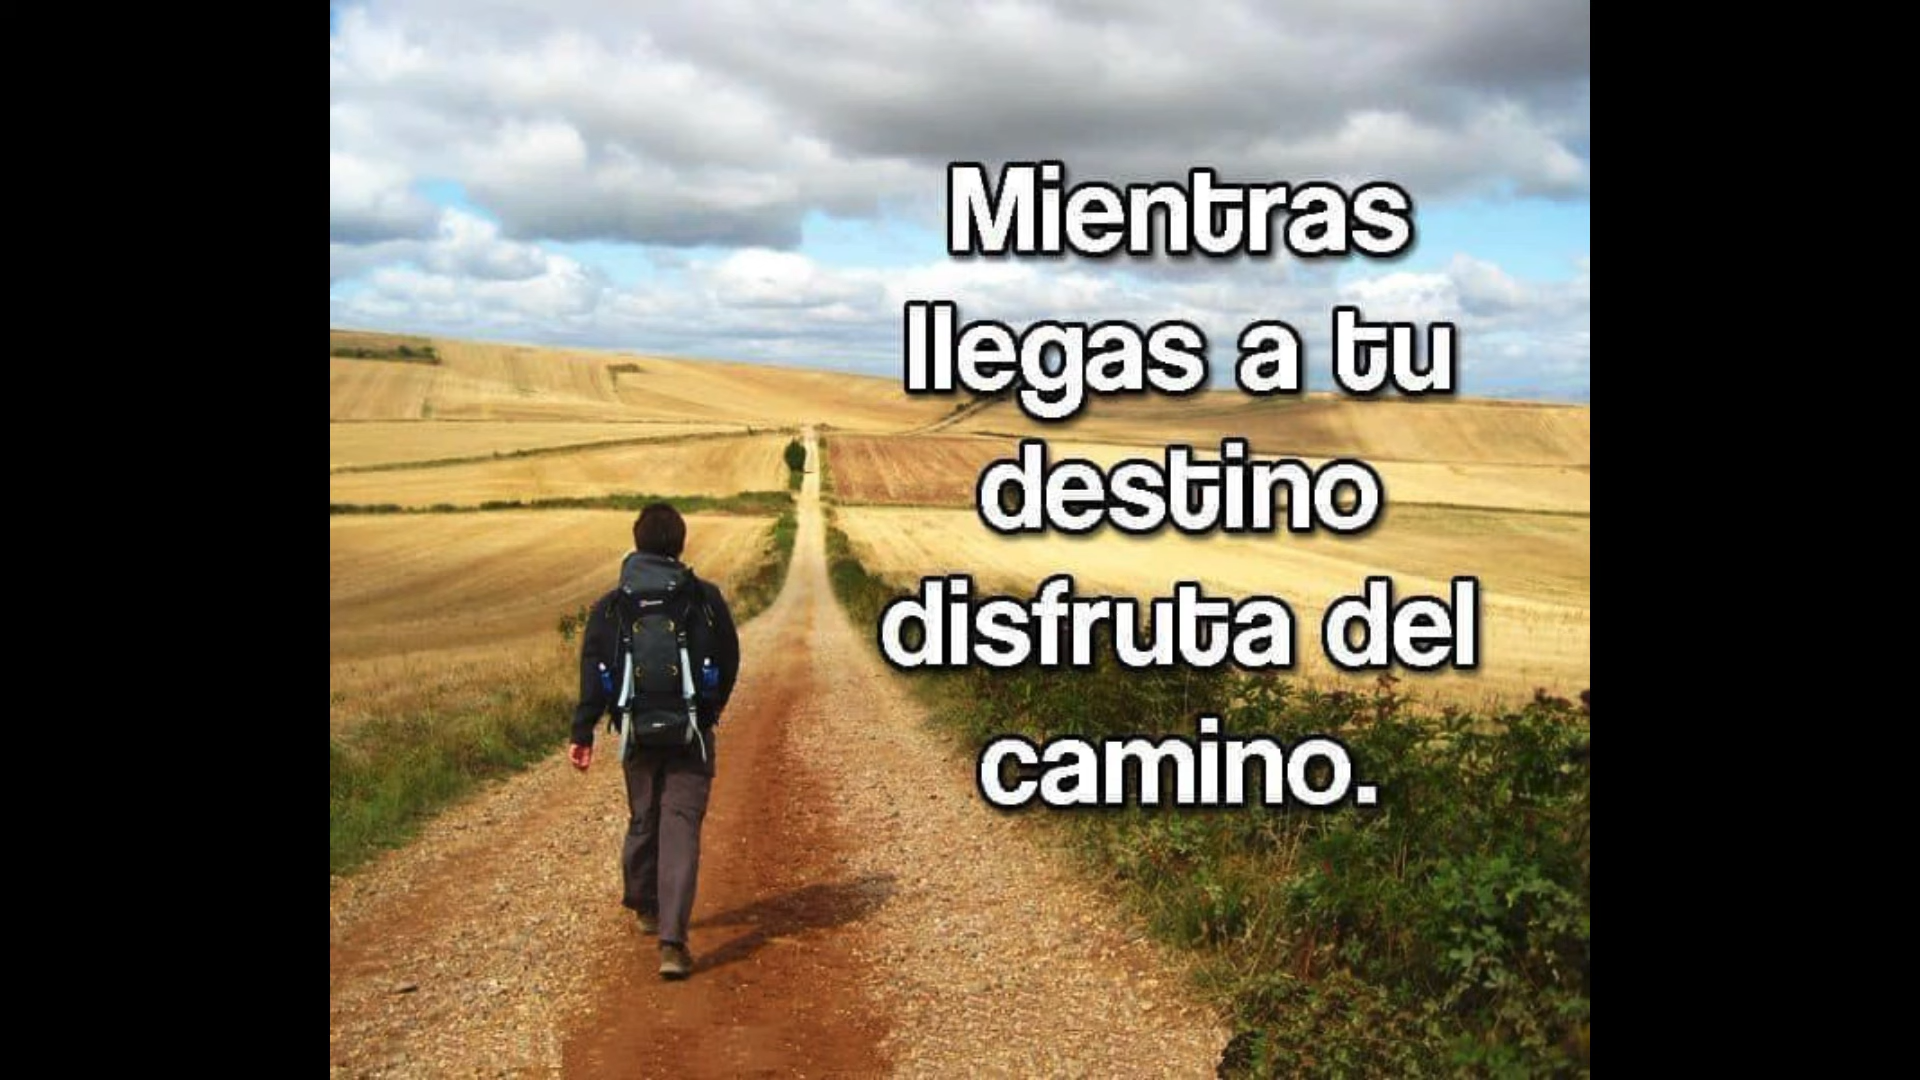 Mientras
llegas a tu
destino
disfruta del
camino.